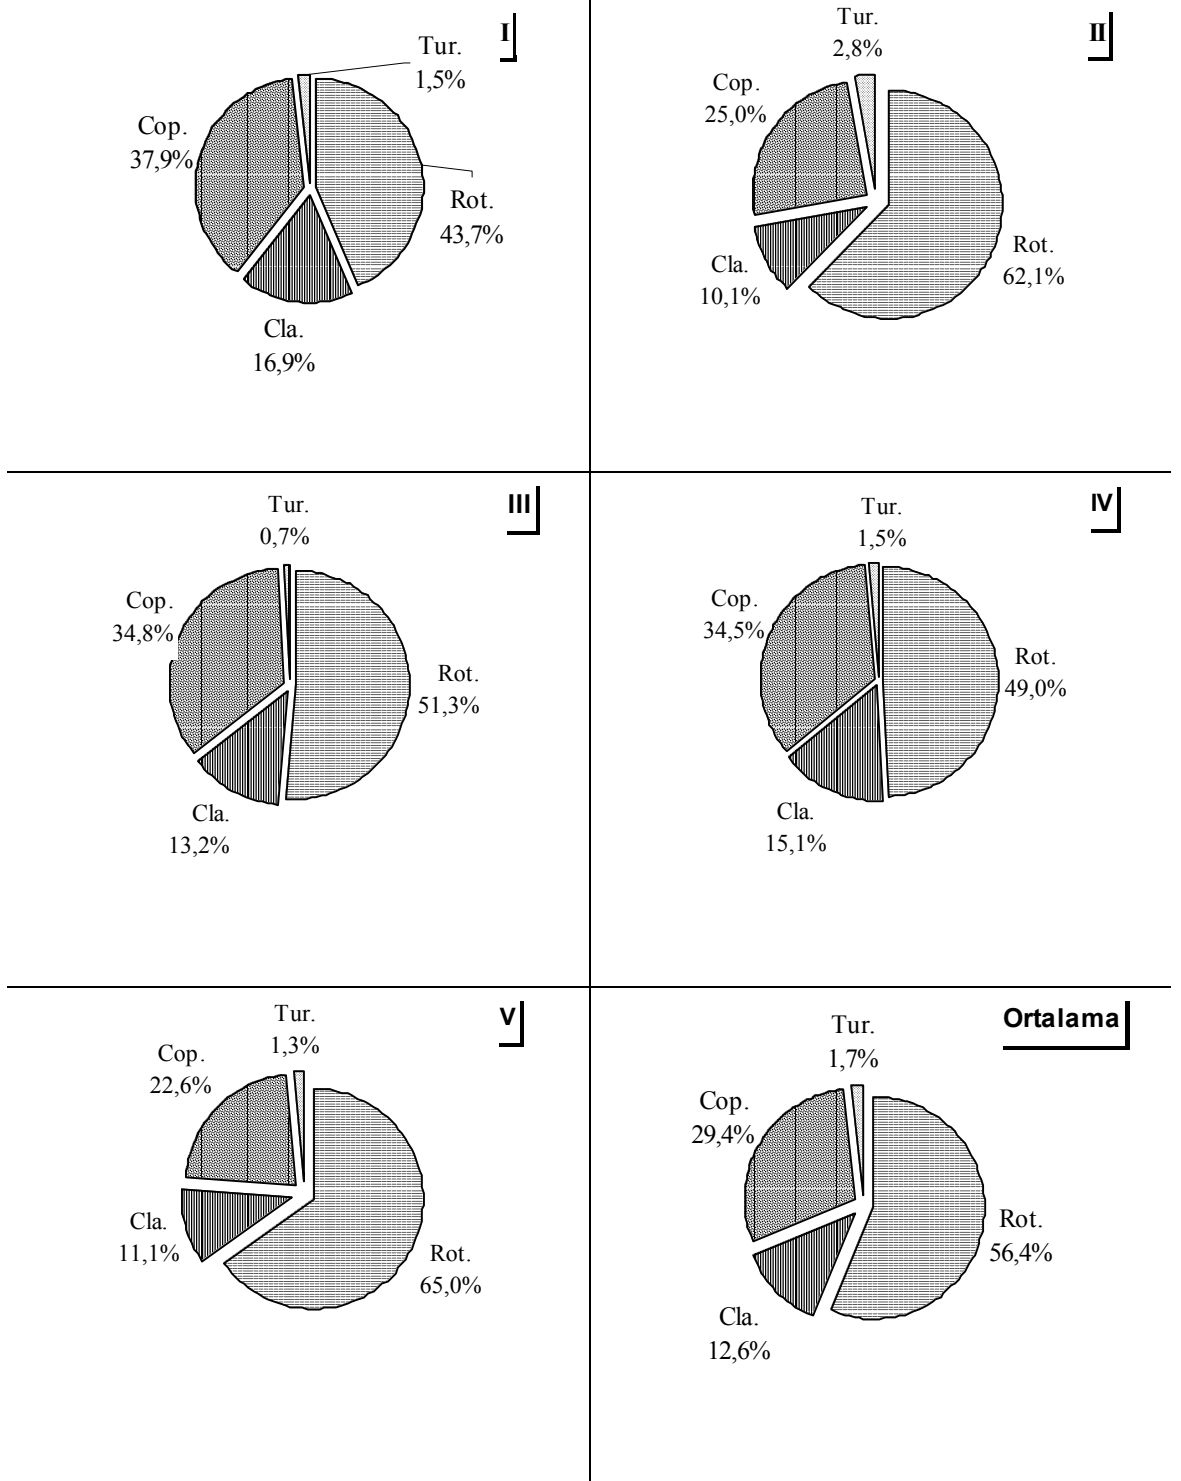 I
Tur.
1,5%
Cop.
37,9%
Rot.
43,7%
Cla.
16,9%
II
Tur.
2,8%
Cop.
25,0%
Rot.
62,1%
Cla.
10,1%
III
Tur.
0,7%
Cop.
34,8%
Rot.
51,3%
Cla.
13,2%
IV
Tur.
1,5%
Cop.
34,5%
Rot.
49,0%
Cla.
15,1%
V
Tur.
1,3%
Cop.
22,6%
Cla.
11,1%
Rot.
65,0%
Ortalama
Tur.
1,7%
Cop.
29,4%
Rot.
56,4%
Cla.
12,6%